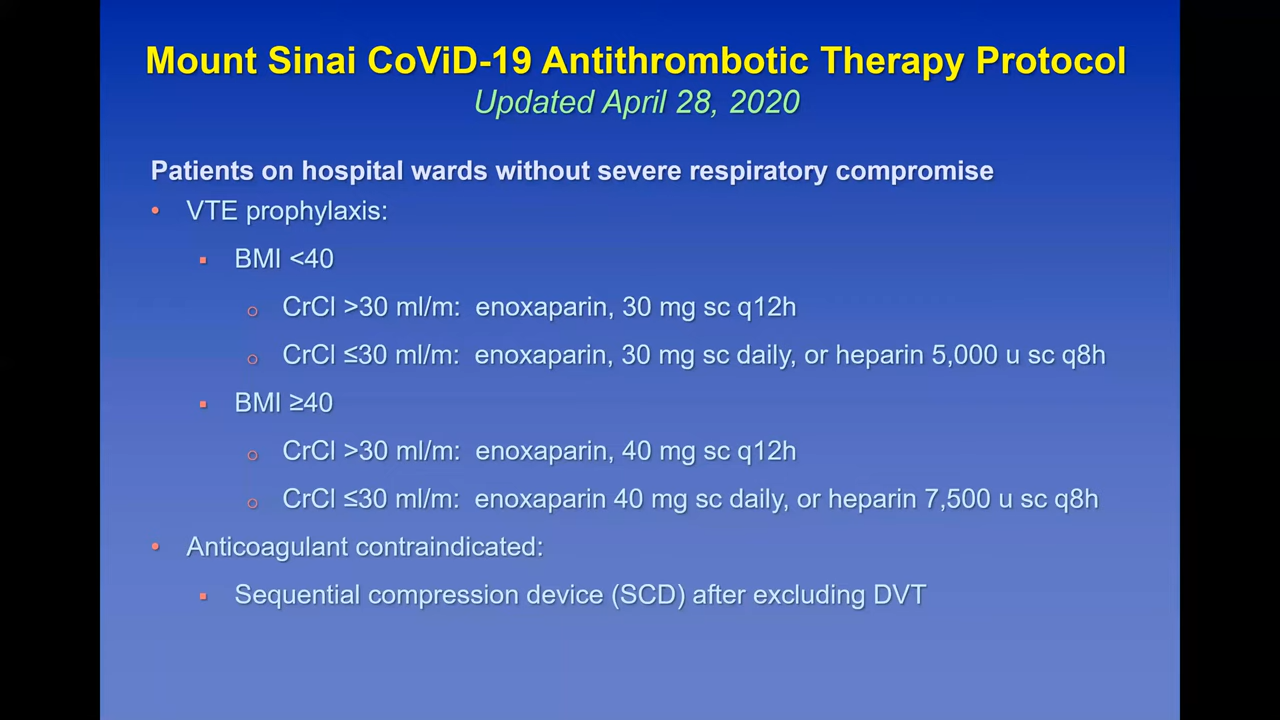 Mount Sinai CoViD-19 Antithrombotic Therapy Protocol
Updated April 28, 2020
Patients on hospital wards without severe respiratory compromise
• VTE prophylaxis:
▪ BMI <40
o CrCl >30 ml/m: enoxaparin, 30 mg sc q12h
o CrCl ≤30 ml/m: enoxaparin, 30 mg sc daily, or heparin 5,000 u sc q8h
▪ BMI ≥40
o CrCl >30 ml/m: enoxaparin, 40 mg sc q12h
o CrCl ≤30 ml/m: enoxaparin 40 mg sc daily, or heparin 7,500 u sc q8h
• Anticoagulant contraindicated:
▪ Sequential compression device (SCD) after excluding DVT